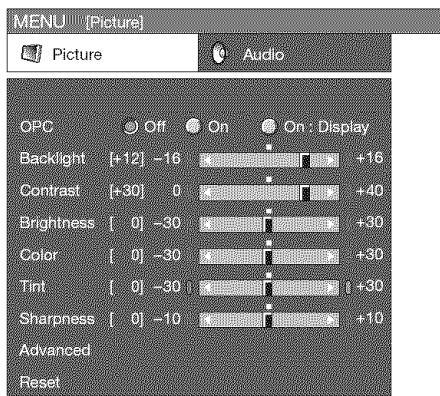 MENU [Picture]
Picture Audio
OPC Off On On : Display
Backlight [+12] −16 +16
Contrast [+30] 0 +40
Brightness [ 0] −30 +30
Color [ 0] −30 +30
Tint [ 0] −30 +30
Sharpness [ 0] −10 +10
Advanced
Reset